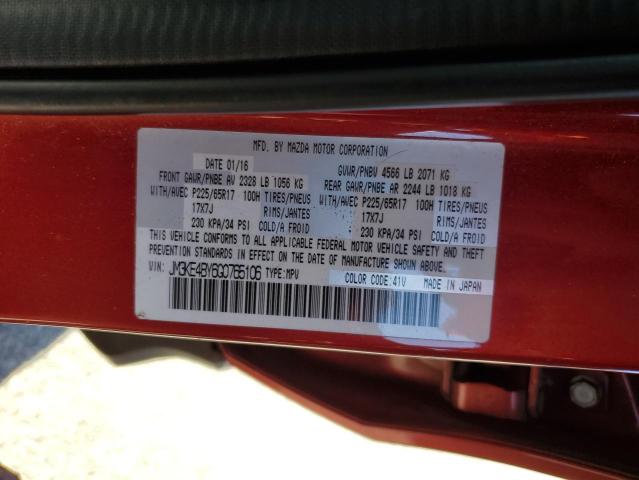 MFD. BY MAZDA MOTOR CORPORATION
DATE 01/16 GVWR/PNBV 4566 LB 2071 KG
FRONT GAWR/PNBE AV 2328 LB 1056 KG REAR GAWR/PNBE AR 2244 LB 1018 KG
WITH/AVEC P225/65R17 100H TIRES/PNEUS WITH/AVEC P225/65R17 100H TIRES/PNEUS
17X7J RIMS/JANTES 17X7J RIMS/JANTES
230 KPA/34 PSI COLD/A FROID 230 KPA/34 PSI COLD/A FROID
THIS VEHICLE CONFORMS TO ALL APPLICABLE FEDERAL MOTOR VEHICLE SAFETY AND THEFT
PREVENTION STANDARDS IN EFFECT ON THE DATE OF MANUFACTURE SHOWN ABOVE.
VIN: JM3KE4BY6G0765106 TYPE:MPV COLOR CODE:41V MADE IN JAPAN